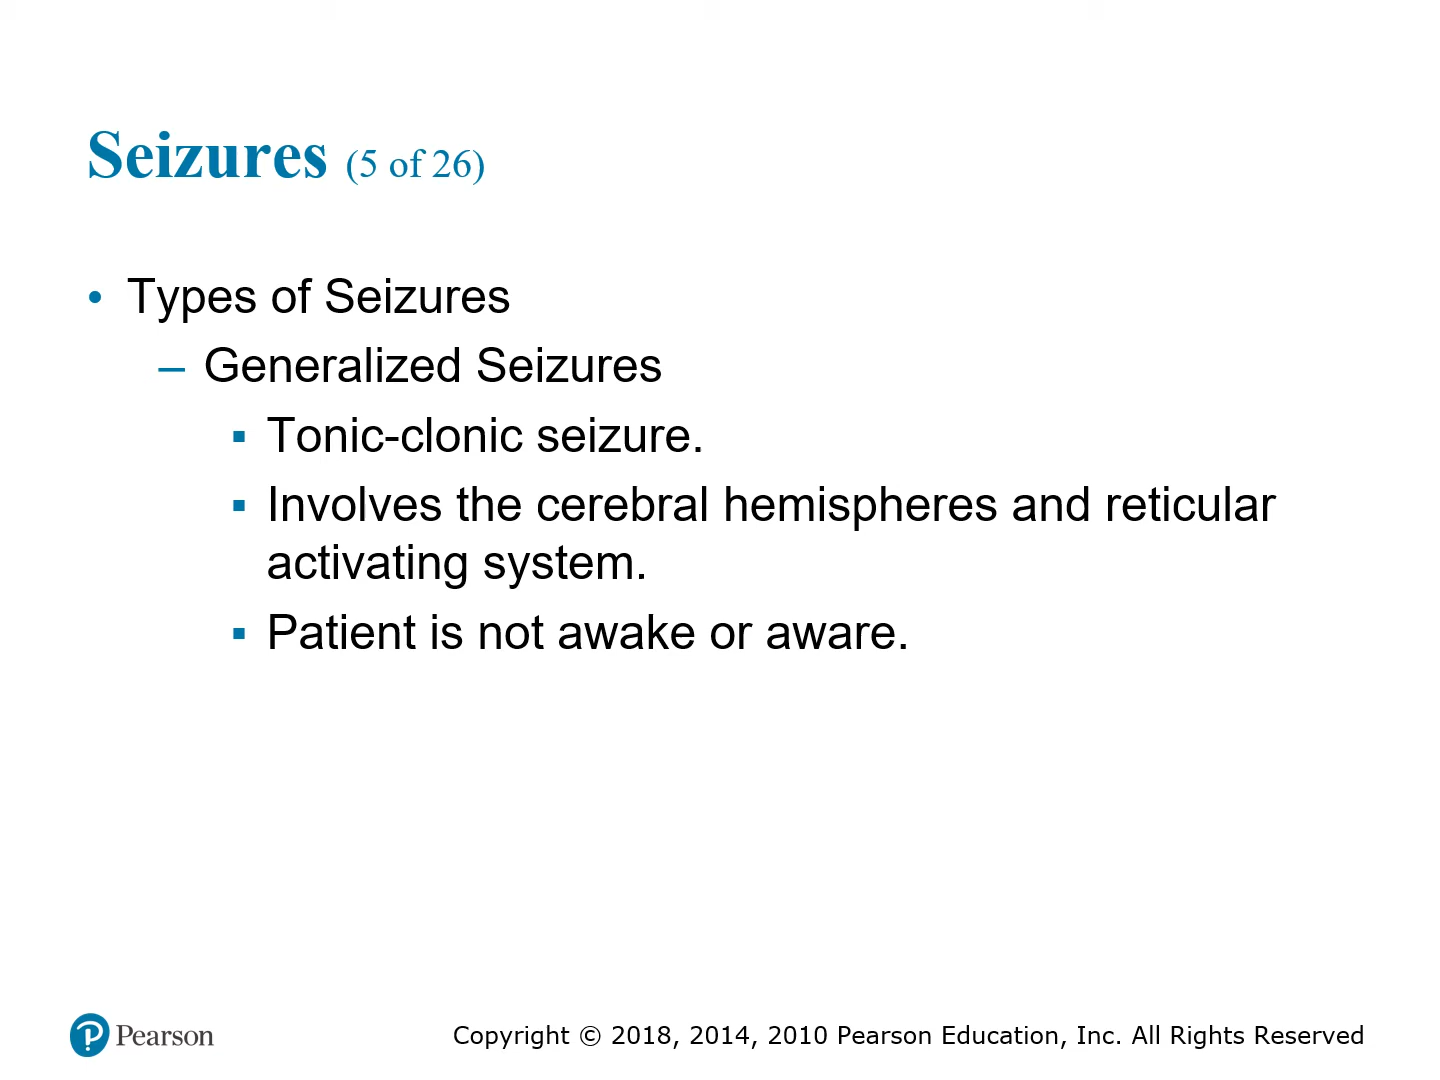 Seizures (5 of 26)
• Types of Seizures
– Generalized Seizures
▪ Tonic-clonic seizure.
▪ Involves the cerebral hemispheres and reticular
activating system.
▪ Patient is not awake or aware.
Pearson
Copyright © 2018, 2014, 2010 Pearson Education, Inc. All Rights Reserved